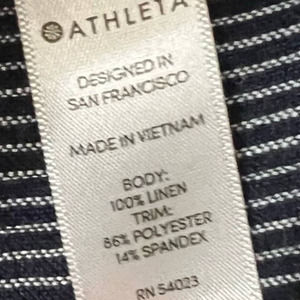 ATHLETA
DESIGNED IN
SAN FRANCISCO
MADE IN VIETNAM
BODY:
100% LINEN
TRIM:
86% POLYESTER
14% SPANDEX
RN 54023